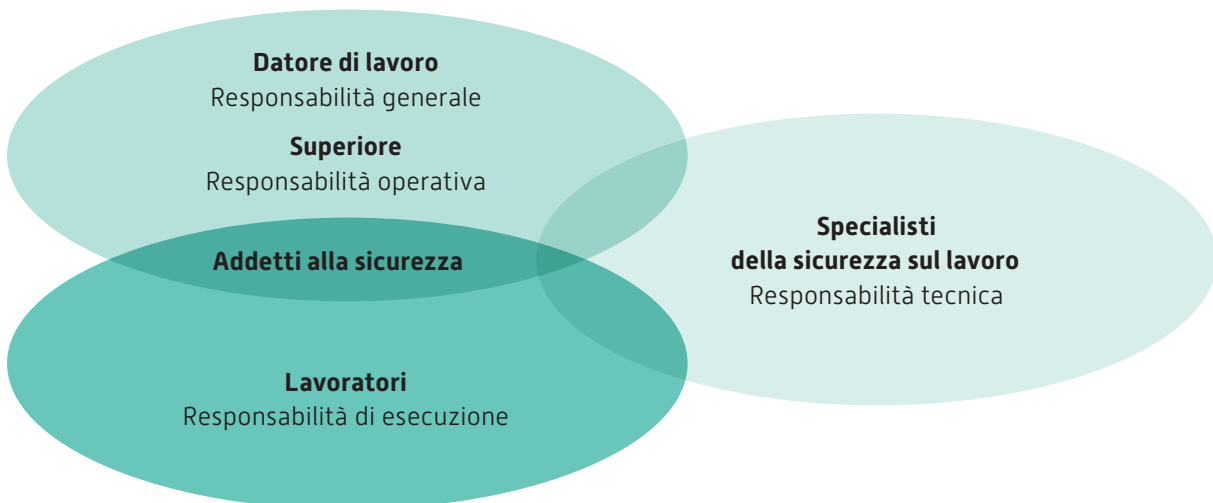 Datore di lavoro
Responsabilità generale
Superiore
Responsabilità operativa
Addetti alla sicurezza
Lavoratori
Responsabilità di esecuzione
Specialisti
della sicurezza sul lavoro
Responsabilità tecnica